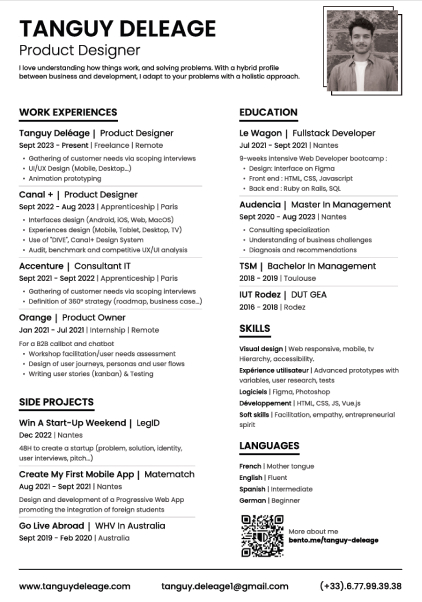 TANGUY DELEAGE
Product Designer
I love understanding how things work, and solving problems. With a hybrid profile
between business and development, I adapt to your problems with a holistic approach.
WORK EXPERIENCES
Tanguy Deléage | Product Designer
Sept 2023 - Present | Freelance | Remote
• Gathering of customer needs via scoping interviews
• UI/UX Design (Mobile, Desktop...)
• Animation prototyping
Canal + | Product Designer
Sept 2022 - Aug 2023 | Apprenticeship | Paris
• Interfaces design (Android, iOS, Web, MacOS)
• Experiences design (Mobile, Tablet, Desktop, TV)
• Use of "DIVE", Canal+ Design System
• Audit, benchmark and competitive UX/UI analysis
Accenture | Consultant IT
Sept 2021 - Sept 2022 | Apprenticeship | Paris
• Gathering of customer needs via scoping interviews
• Definition of 360° strategy (roadmap, business case...)
Orange | Product Owner
Jan 2021 - Jul 2021 | Internship | Remote
For a B2B callbot and chatbot
• Workshop facilitation/user needs assessment
• Design of user journeys, personas and user flows
• Writing user stories (kanban) & Testing
SIDE PROJECTS
Win A Start-Up Weekend | LegID
Dec 2022 | Nantes
48H to create a startup (problem, solution, identity,
user interviews, pitch...)
Create My First Mobile App | Matematch
Aug 2021 - Sept 2021 | Nantes
Design and development of a Progressive Web App
promoting the integration of foreign students
Go Live Abroad | WHV In Australia
Sept 2019 - Feb 2020 | Australia
EDUCATION
Le Wagon | Fullstack Developer
Jul 2021 - Sept 2021 | Nantes
9-weeks intensive Web Developer bootcamp :
• Design: Interface on Figma
• Front end : HTML, CSS, Javascript
• Back end : Ruby on Rails, SQL
Audencia | Master In Management
Sept 2020 - Aug 2023 | Nantes
• Consulting specialization
• Understanding of business challenges
• Diagnosis and recommendations
TSM | Bachelor In Management
2018 - 2019 | Toulouse
IUT Rodez | DUT GEA
2016 - 2018 | Rodez
SKILLS
Visual design | Web responsive, mobile, tv
Hierarchy, accessibility.
Expérience utilisateur | Advanced prototypes with
variables, user research, tests
Logiciels | Figma, Photoshop
Développement | HTML, CSS, JS, Vue.js
Soft skills | Facilitation, empathy, entrepreneurial
spirit
LANGUAGES
French | Mother tongue
English | Fluent
Spanish | Intermediate
German | Beginner
More about me
bento.me/tanguy-deleage
www.tanguydeleage.com
tanguy.deleage1@gmail.com
(+33).6.77.99.39.38